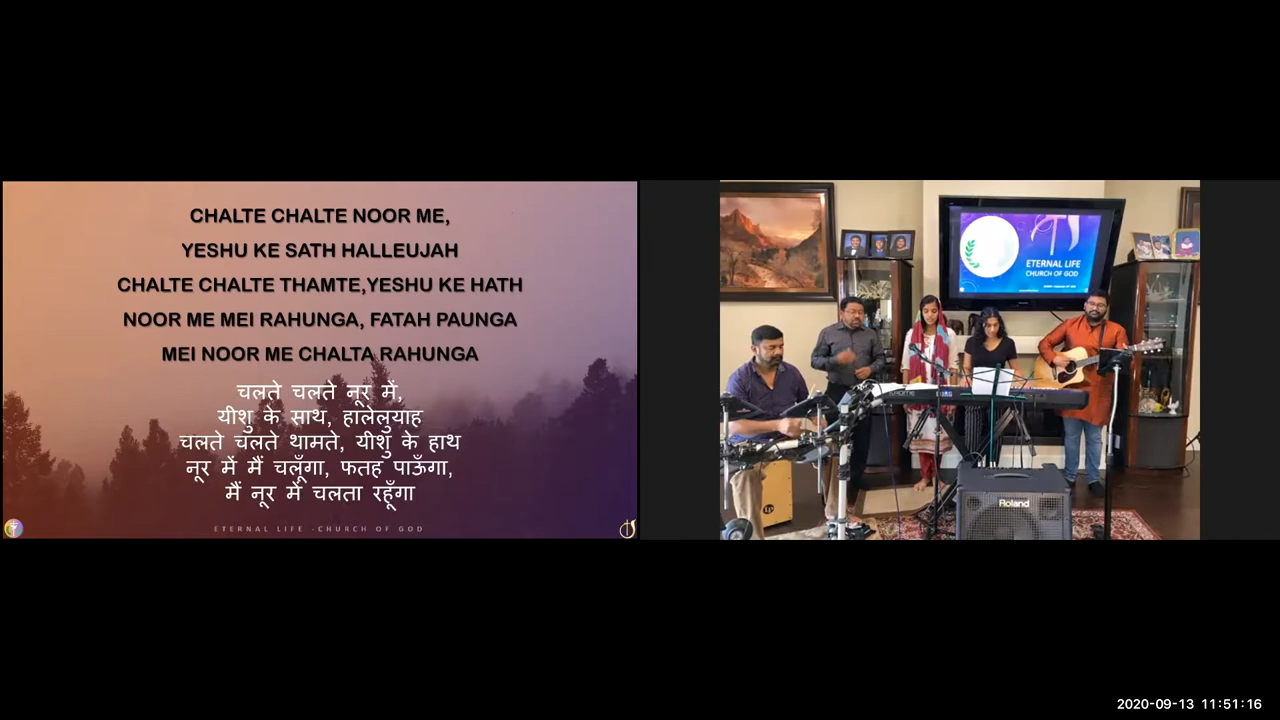 CHALTE CHALTE NOOR ME,
YESHU KE SATH HALLEUJAH
CHALTE CHALTE THAMTE,YESHU KE HATH
NOOR ME MEI RAHUNGA, FATAH PAUNGA
MEI NOOR ME CHALTA RAHUNGA
चलते चलते नूर में,
यीशु के साथ, हालेलुयाह
चलते चलते थामते, यीशु के हाथ
नूर में मैं चलूँगा, फतह पाऊँगा,
मैं नूर में चलता रहूँगा
ETERNAL LIFE -CHURCH OF GOD
ETERNAL LIFE
CHURCH OF GOD
Roland
2020-09-13 11:51:16